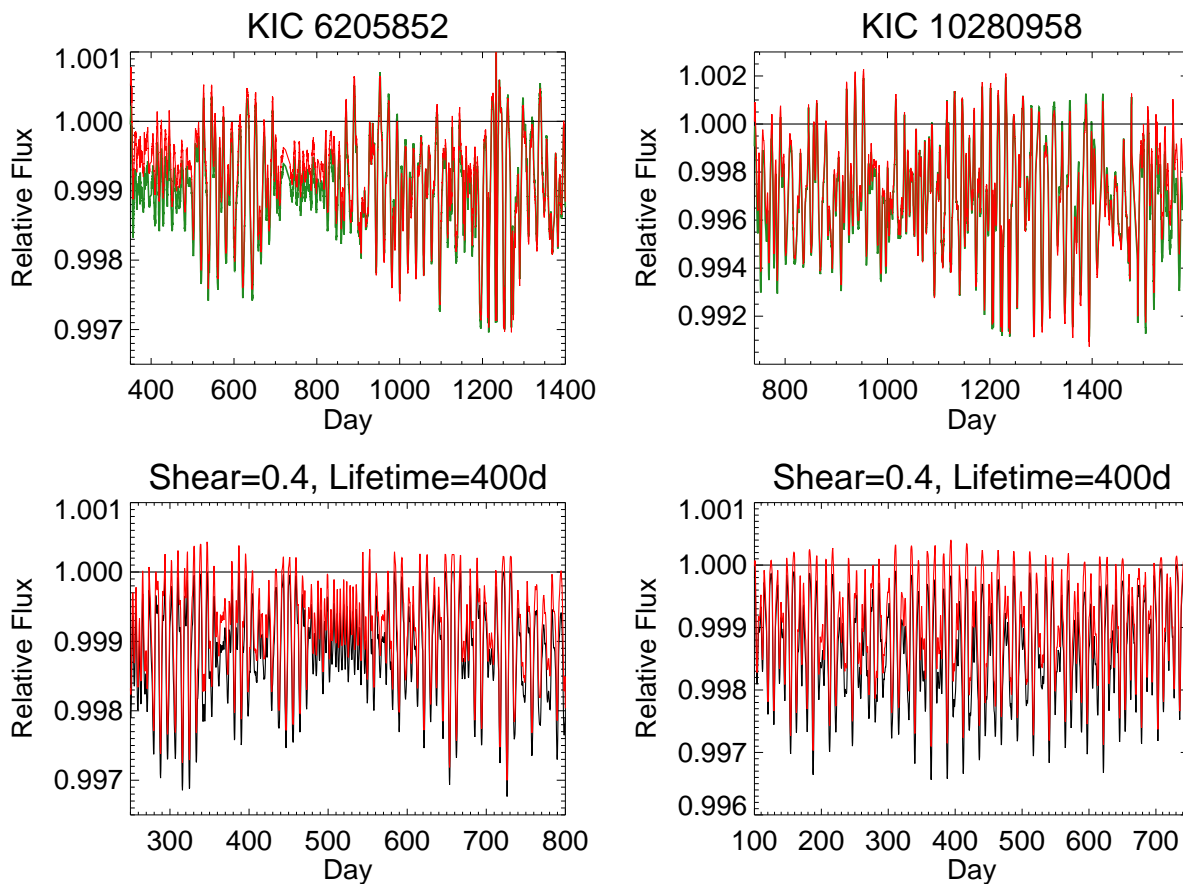 KIC 6205852
1.001
1.000
0.999
0.998
0.997
Relative Flux
400 600 800 1000 1200 1400
Day
KIC 10280958
1.002
1.000
0.998
0.996
0.994
0.992
Relative Flux
800 1000 1200 1400
Day
Shear=0.4, Lifetime=400d
1.001
1.000
0.999
0.998
0.997
Relative Flux
300 400 500 600 700 800
Day
Shear=0.4, Lifetime=400d
1.001
1.000
0.999
0.998
0.997
0.996
Relative Flux
100 200 300 400 500 600 700
Day